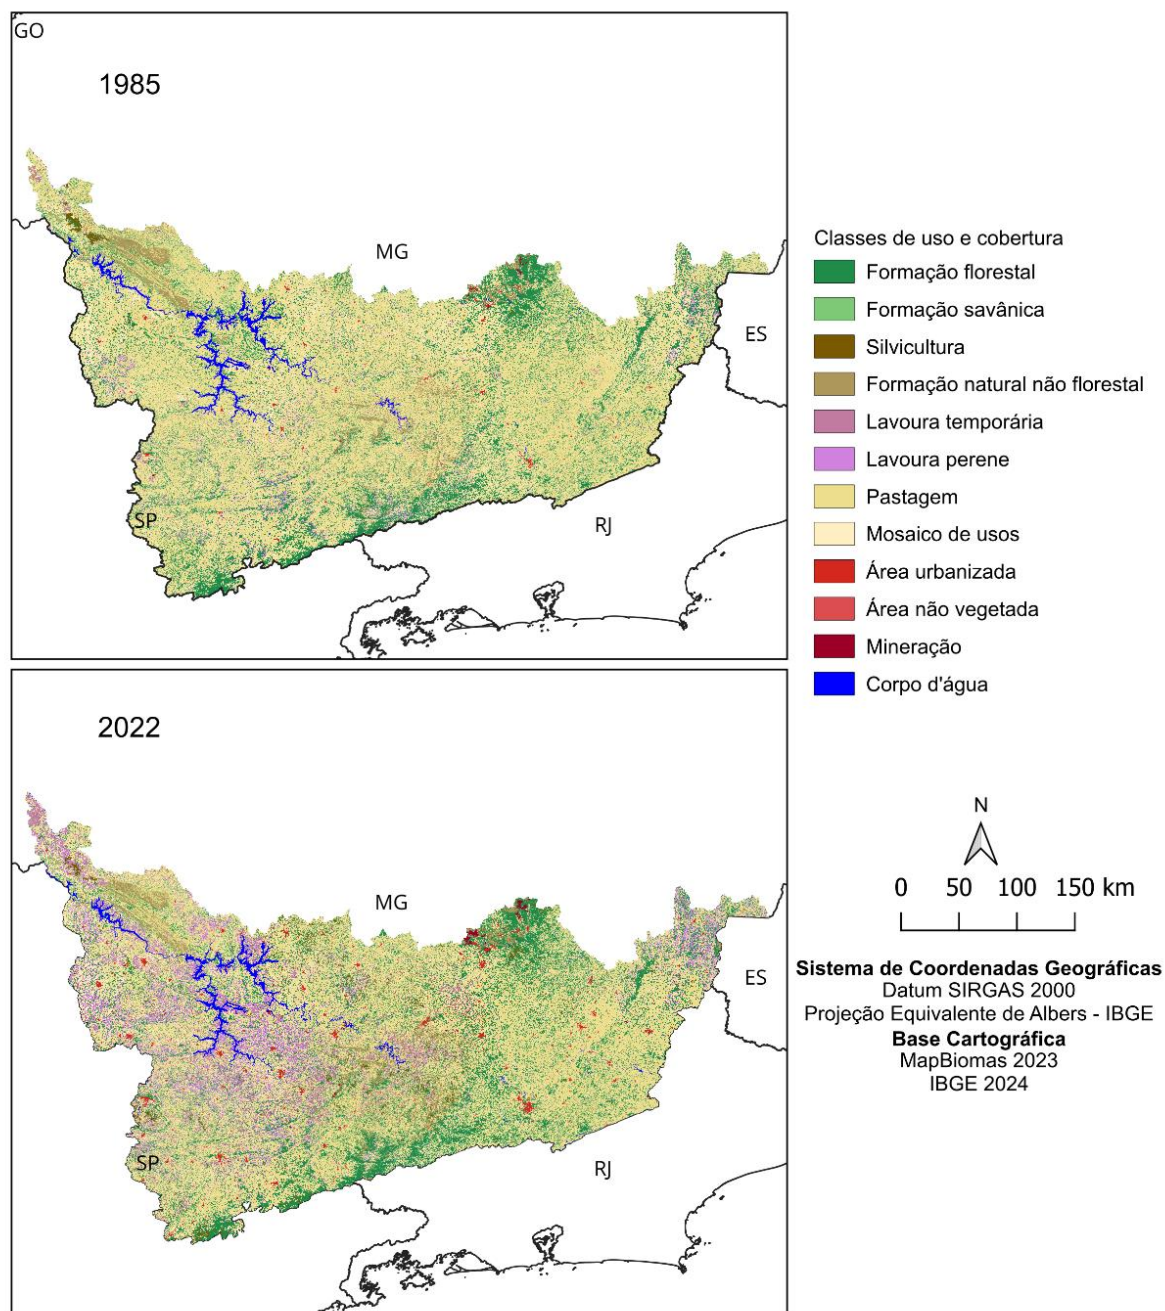 GO
1985
MG
ES
SP
RJ
2022
MG
ES
SP
RJ
Classes de uso e cobertura
Formação florestal
Formação savânica
Silvicultura
Formação natural não florestal
Lavoura temporária
Lavoura perene
Pastagem
Mosaico de usos
Área urbanizada
Área não vegetada
Mineração
Corpo d'água
N
0 50 100 150 km
Sistema de Coordenadas Geográficas
Datum SIRGAS 2000
Projeção Equivalente de Albers - IBGE
Base Cartográfica
MapBiomas 2023
IBGE 2024